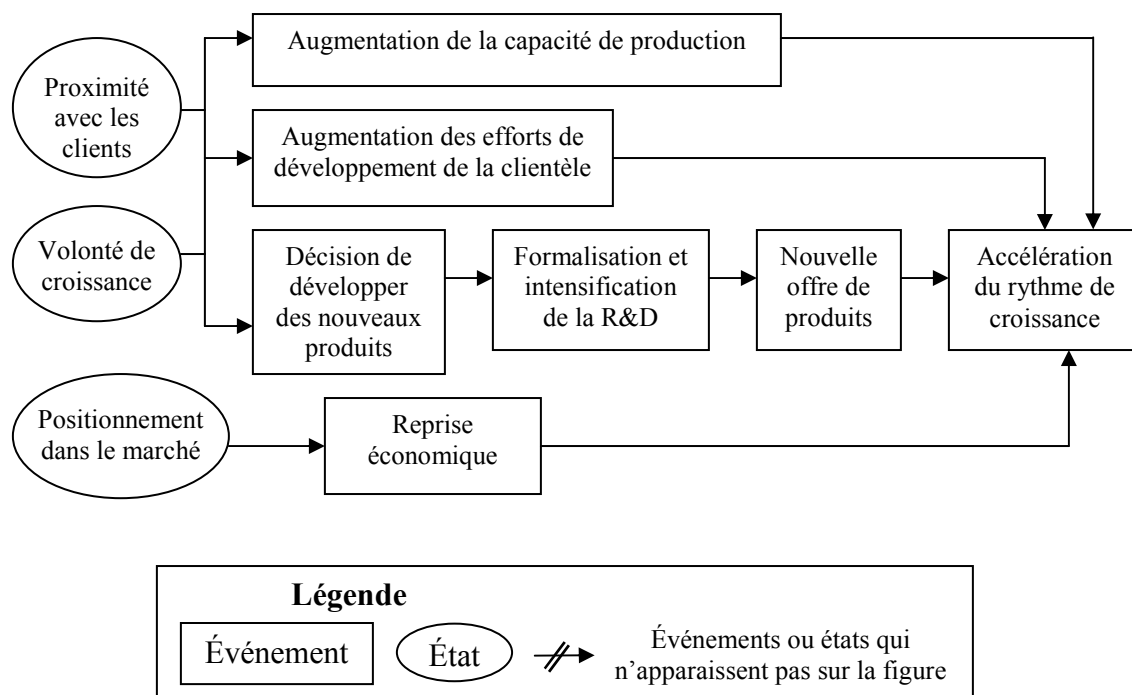 Augmentation de la capacité de production
Proximité
avec les
clients
Augmentation des efforts de
développement de la clientèle
Volonté de
croissance
Décision de
développer
des nouveaux
produits
Formalisation et
intensification
de la R&D
Nouvelle
offre de
produits
Accélération
du rythme de
croissance
Positionnement
dans le marché
Reprise
économique
Légende
Événement
État
Événements ou états qui
n’apparaissent pas sur la figure